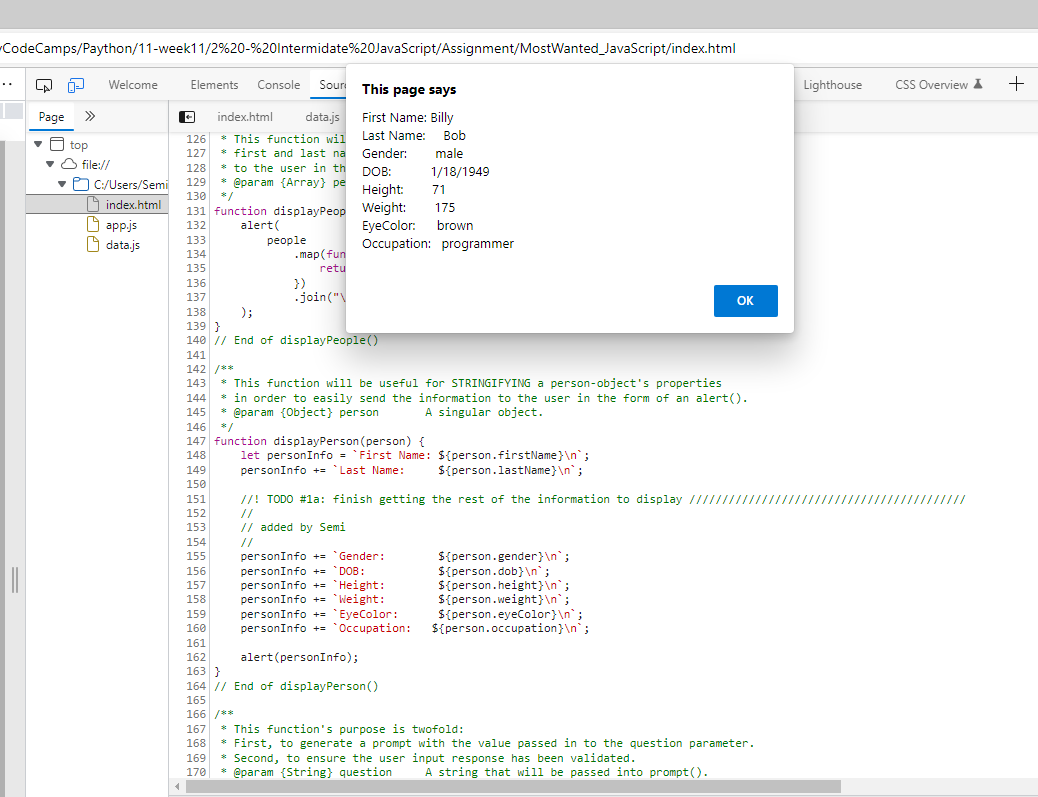 yCodeCamps/Paython/11-week11/2%20-%20Intermidate%20JavaScript/Assignment/MostWanted_JavaScript/index.html
Welcome Elements Console Sour Lighthouse CSS Overview
Page index.html data.js
top
file://
C:/Users/Semi
index.html
app.js
data.js
This page says
First Name: Billy
Last Name: Bob
Gender: male
DOB: 1/18/1949
Height: 71
Weight: 175
EyeColor: brown
Occupation: programmer
OK
126 * This function wil
127 * first and last na
128 * to the user in th
129 * @param {Array} pe
130 */
131 function displayPeop
132 alert(
133 people
134 .map(fun
135 retu
136 })
137 .join("\
138 );
139 }
140 // End of displayPeople()
141
142 /**
143 * This function will be useful for STRINGIFYING a person-object's properties
144 * in order to easily send the information to the user in the form of an alert().
145 * @param {Object} person A singular object.
146 */
147 function displayPerson(person) {
148 let personInfo = `First Name: ${person.firstName}\n`;
149 personInfo += `Last Name: ${person.lastName}\n`;
150
151 //! TODO #1a: finish getting the rest of the information to display //////////////////////////////////////////
152 //
153 // added by Semi
154 //
155 personInfo += `Gender: ${person.gender}\n`;
156 personInfo += `DOB: ${person.dob}\n`;
157 personInfo += `Height: ${person.height}\n`;
158 personInfo += `Weight: ${person.weight}\n`;
159 personInfo += `EyeColor: ${person.eyeColor}\n`;
160 personInfo += `Occupation: ${person.occupation}\n`;
161
162 alert(personInfo);
163 }
164 // End of displayPerson()
165
166 /**
167 * This function's purpose is twofold:
168 * First, to generate a prompt with the value passed in to the question parameter.
169 * Second, to ensure the user input response has been validated.
170 * @param {String} question A string that will be passed into prompt().